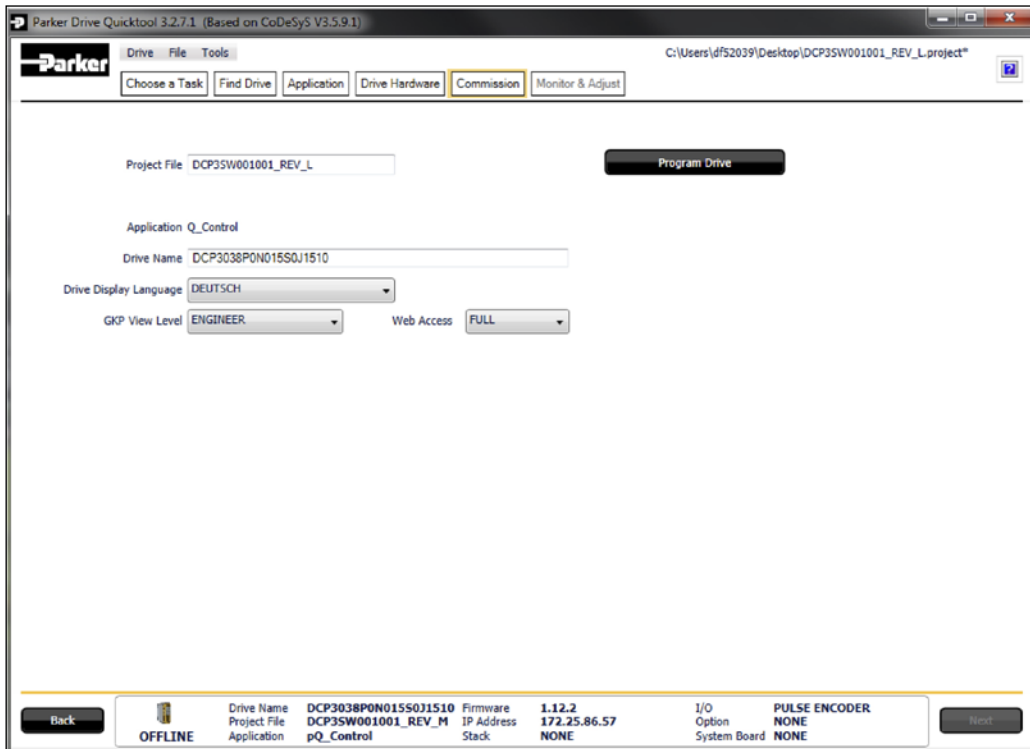 Parker Drive Quicktool 3.2.7.1 (Based on CoDeSyS V3.5.9.1)
Parker
Drive File Tools
C:\Users\df52039\Desktop\DCP3SW001001_REV_L.project*
Choose a Task Find Drive Application Drive Hardware Commission Monitor & Adjust
Project File DCP3SW001001_REV_L
Program Drive
Application Q_Control
Drive Name DCP3038P0N015S0J1510
Drive Display Language DEUTSCH
GKP View Level ENGINEER Web Access FULL
Back
OFFLINE
Drive Name DCP3038P0N015S0J1510 Firmware 1.12.2 I/O PULSE ENCODER
Project File DCP3SW001001_REV_M IP Address 172.25.86.57 Option NONE
Application pQ_Control Stack NONE System Board NONE
Next